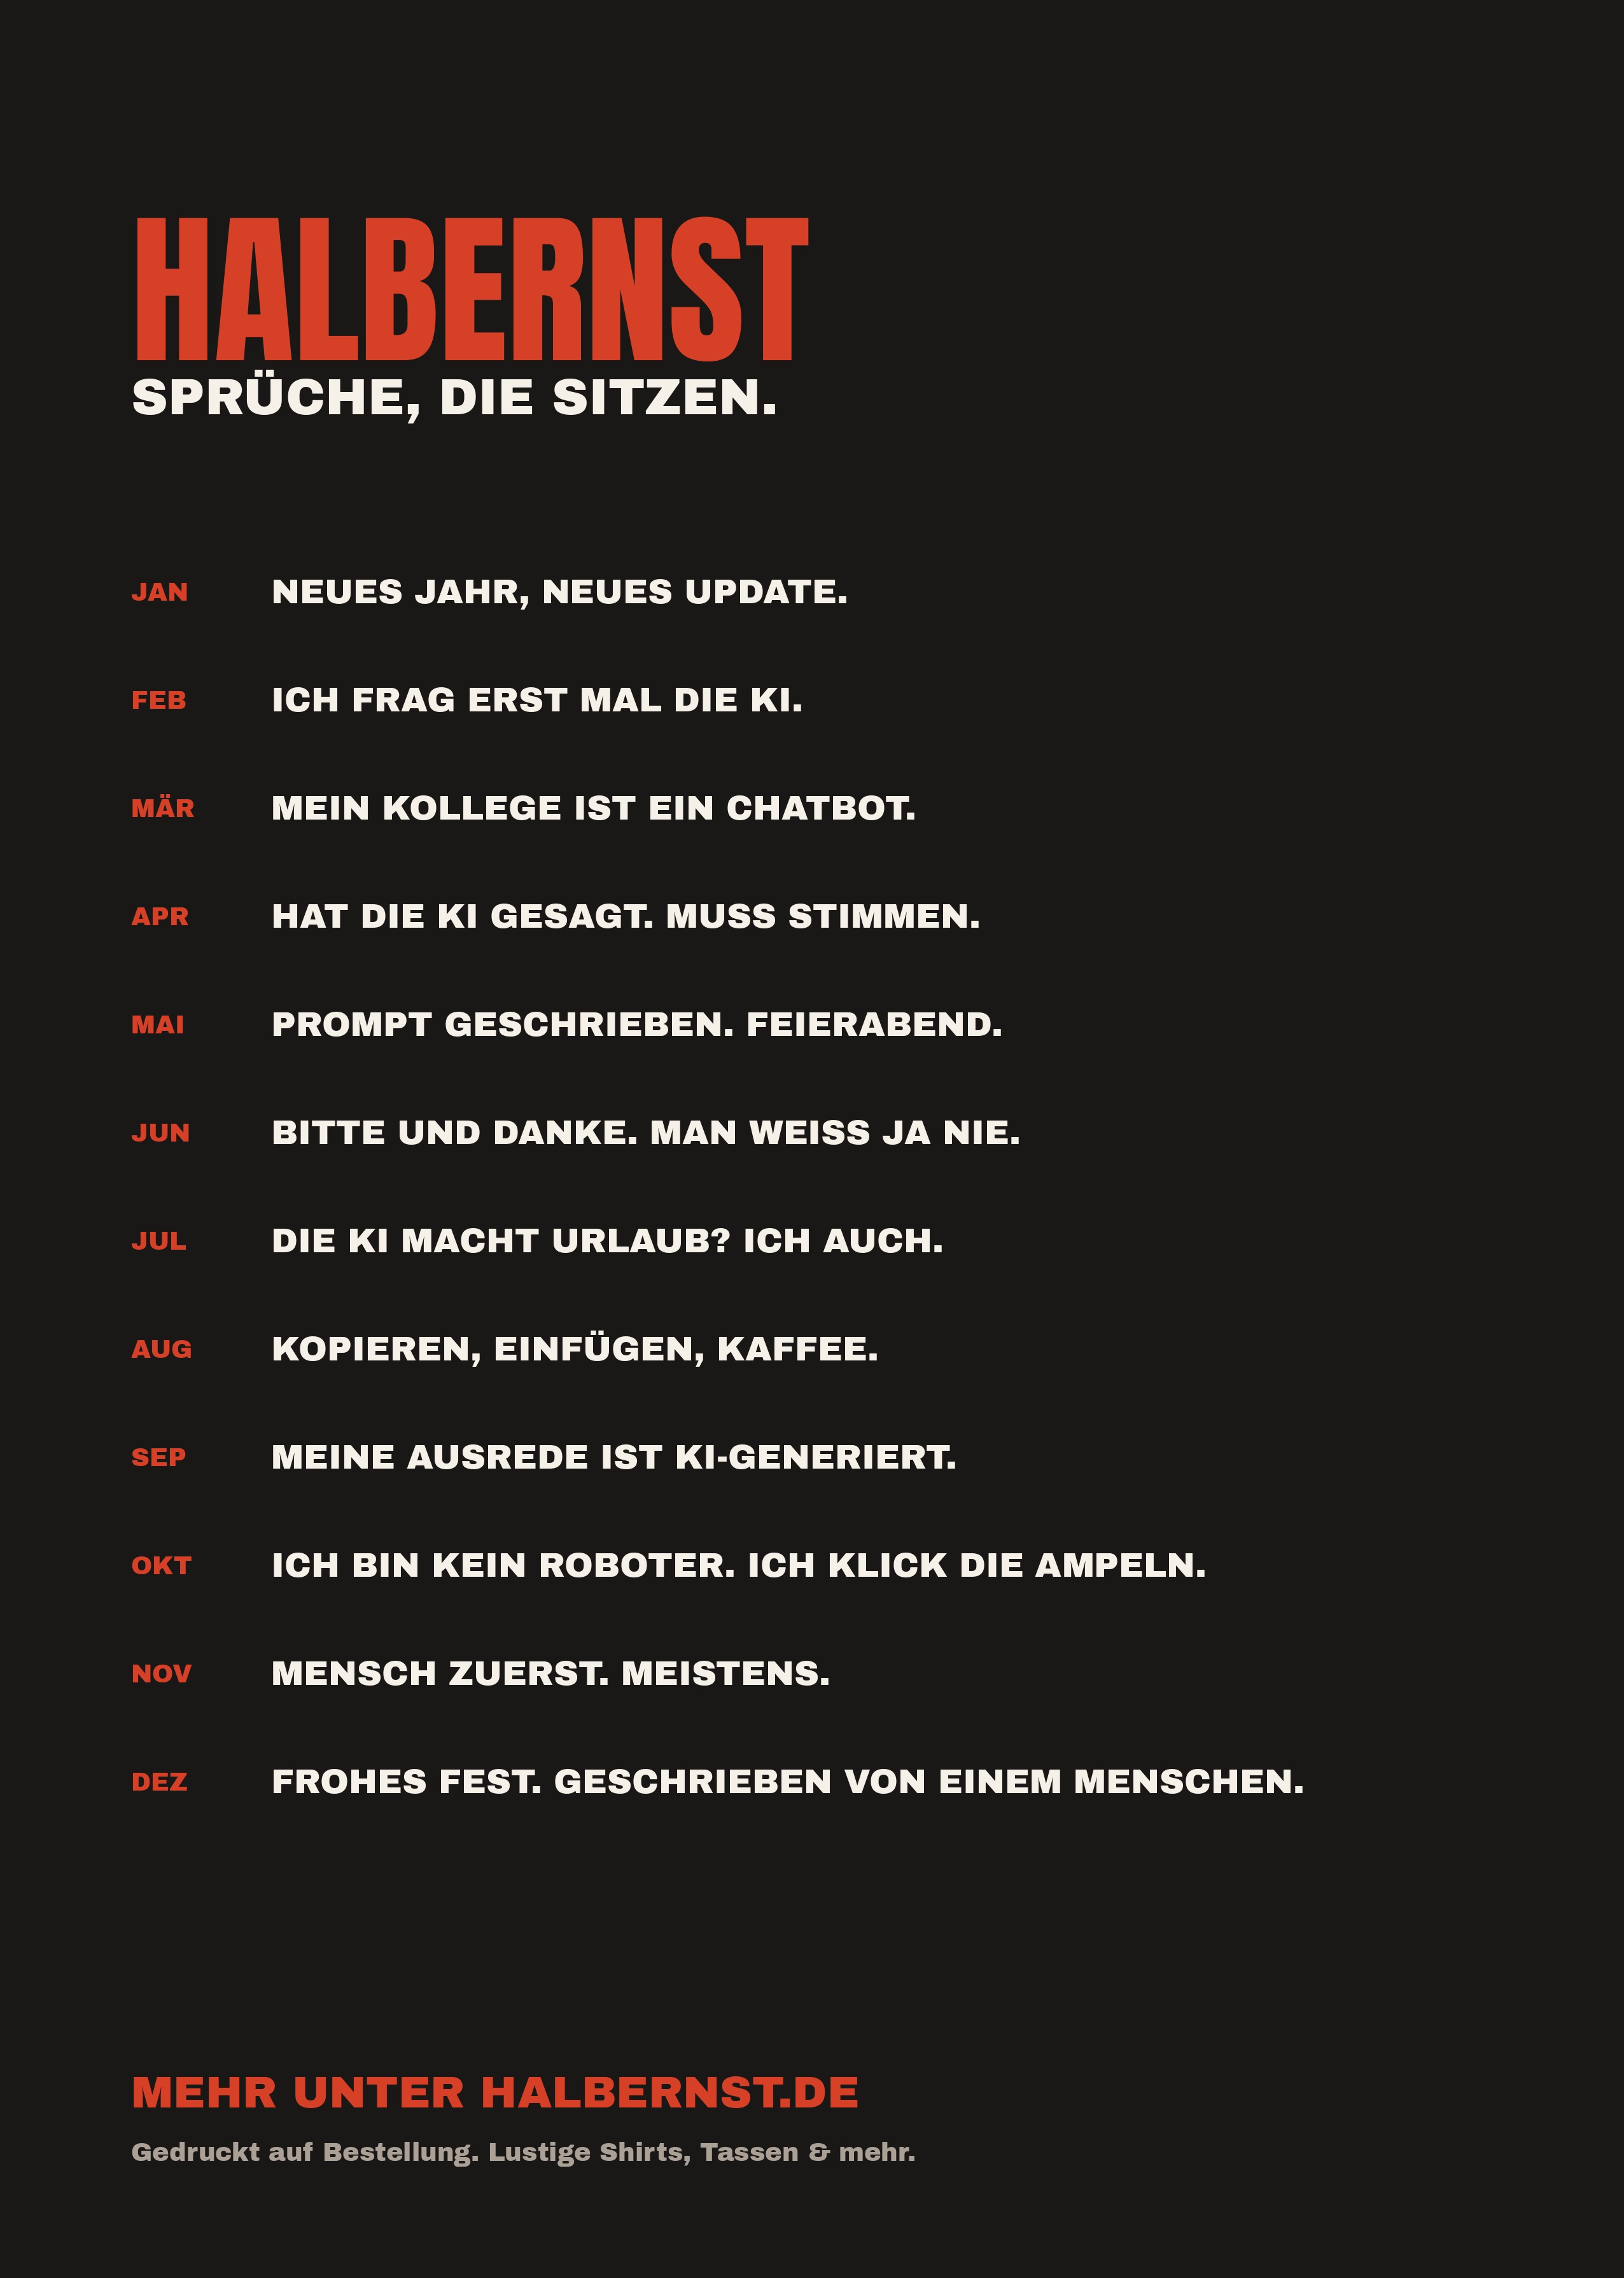 HALBERNST
SPRÜCHE, DIE SITZEN.
JAN NEUES JAHR, NEUES UPDATE.
FEB ICH FRAG ERST MAL DIE KI.
MÄR MEIN KOLLEGE IST EIN CHATBOT.
APR HAT DIE KI GESAGT. MUSS STIMMEN.
MAI PROMPT GESCHRIEBEN. FEIERABEND.
JUN BITTE UND DANKE. MAN WEISS JA NIE.
JUL DIE KI MACHT URLAUB? ICH AUCH.
AUG KOPIEREN, EINFÜGEN, KAFFEE.
SEP MEINE AUSREDE IST KI-GENERIERT.
OKT ICH BIN KEIN ROBOTER. ICH KLICK DIE AMPELN.
NOV MENSCH ZUERST. MEISTENS.
DEZ FROHES FEST. GESCHRIEBEN VON EINEM MENSCHEN.
MEHR UNTER HALBERNST.DE
Gedruckt auf Bestellung. Lustige Shirts, Tassen & mehr.